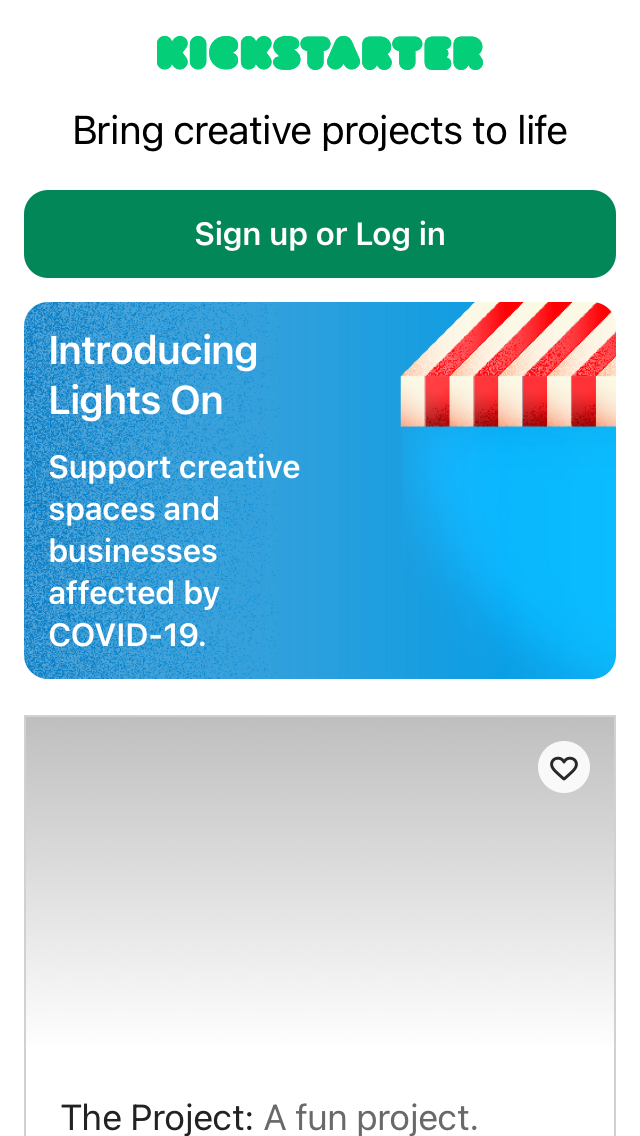 KICKSTARTER
Bring creative projects to life
Sign up or Log in
Introducing
Lights On
Support creative
spaces and
businesses
affected by
COVID-19.
The Project: A fun project.